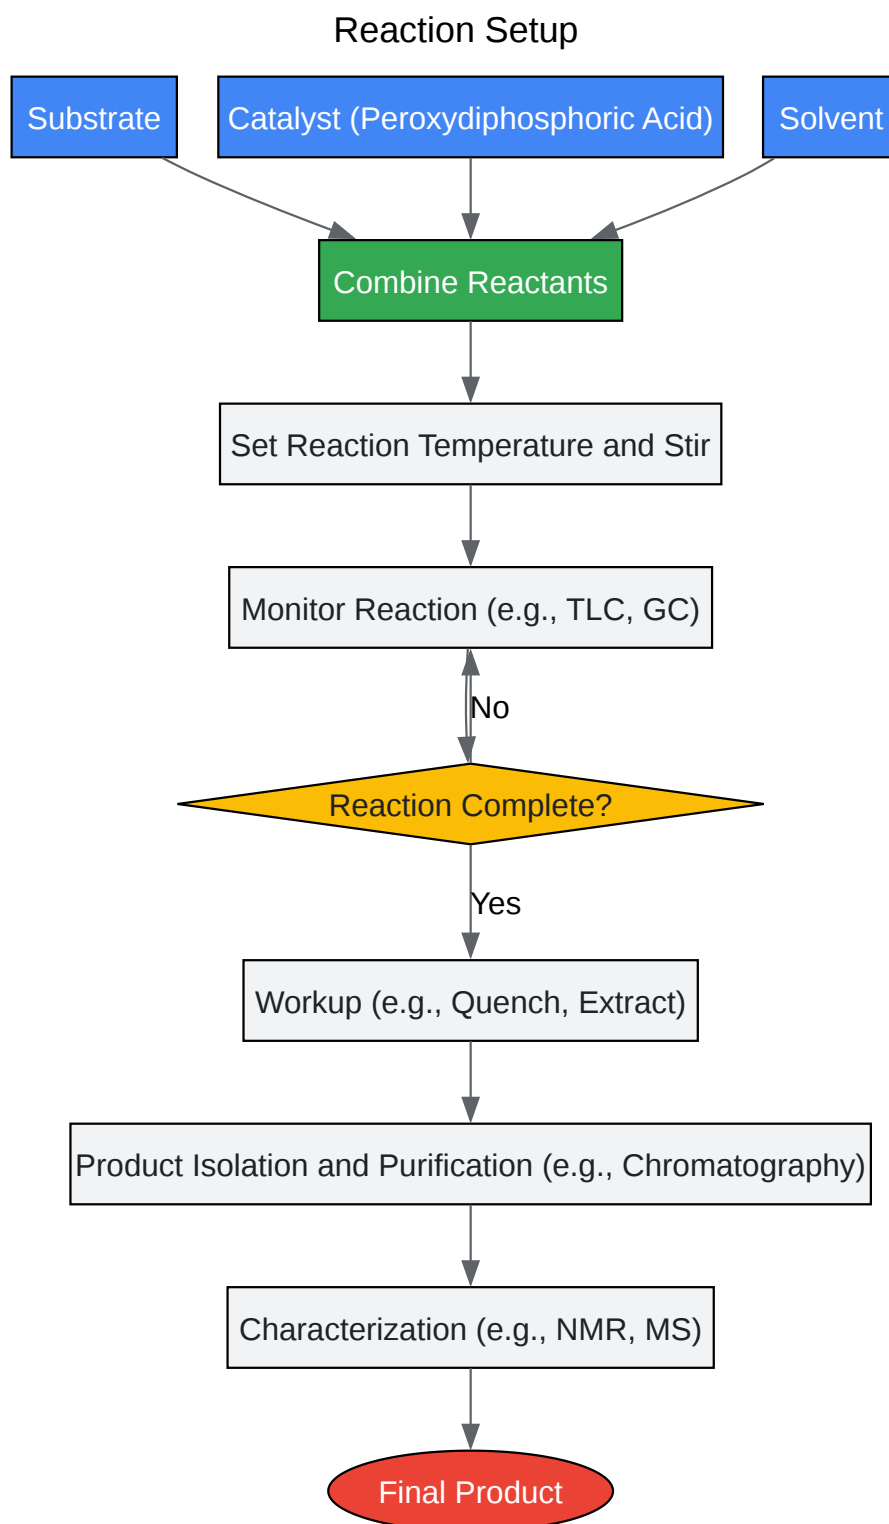 Reaction Setup
Substrate
Catalyst (Peroxydiphosphoric Acid)
Solvent
Combine Reactants
Set Reaction Temperature and Stir
Monitor Reaction (e.g., TLC, GC)
No
Reaction Complete?
Yes
Workup (e.g., Quench, Extract)
Product Isolation and Purification (e.g., Chromatography)
Characterization (e.g., NMR, MS)
Final Product